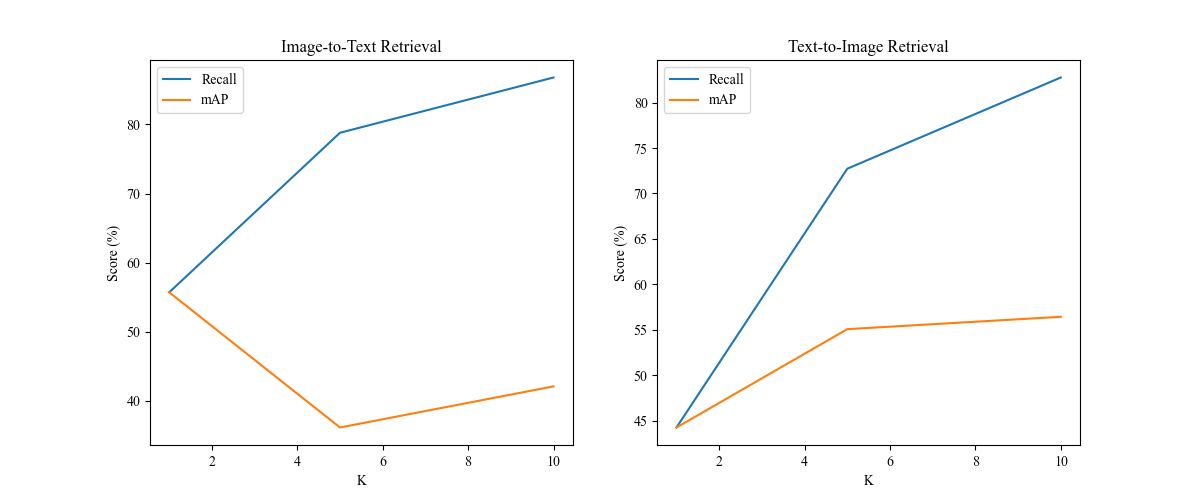 Image-to-Text Retrieval
Recall
mAP
80
70
60
50
40
Score (%)
2
4
6
8
10
K
Text-to-Image Retrieval
Recall
mAP
80
75
70
65
60
55
50
45
Score (%)
2
4
6
8
10
K